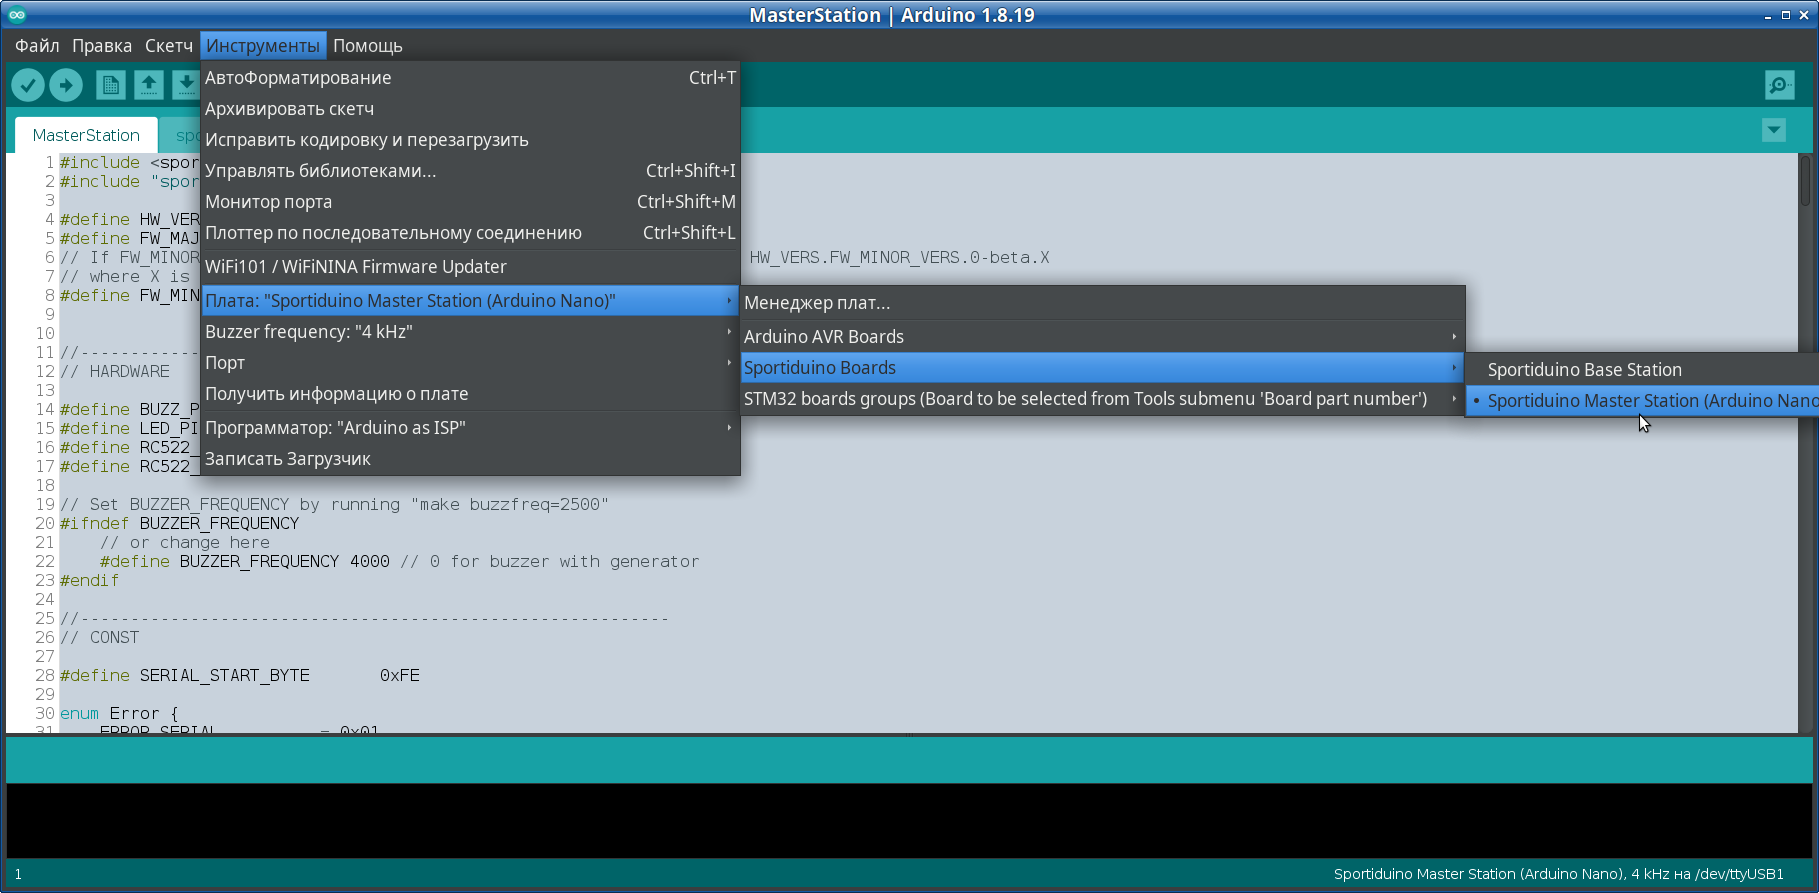 MasterStation | Arduino 1.8.19
Файл Правка Скетч Инструменты Помощь
АвтоФорматирование Ctrl+T
Архивировать скетч
Исправить кодировку и перезагрузить
Управлять библиотеками... Ctrl+Shift+I
Монитор порта Ctrl+Shift+M
Плоттер по последовательному соединению Ctrl+Shift+L
WiFi101 / WiFiNINA Firmware Updater
Плата: "Sportiduino Master Station (Arduino Nano)"
Buzzer frequency: "4 kHz"
Порт
Получить информацию о плате
Программатор: "Arduino as ISP"
Записать Загрузчик
Менеджер плат...
Arduino AVR Boards
Sportiduino Boards
STM32 boards groups (Board to be selected from Tools submenu 'Board part number')
Sportiduino Base Station
• Sportiduino Master Station (Arduino Nano
MasterStation spo
1 #include <spor
2 #include "spor
3
4 #define HW_VER
5 #define FW_MAJ
6 // If FW_MINOR HW_VERS.FW_MINOR_VERS.0-beta.X
7 // where X is
8 #define FW_MIN
9
10
11 //------------
12 // HARDWARE
13
14 #define BUZZ_P
15 #define LED_PI
16 #define RC522_
17 #define RC522_
18
19 // Set BUZZER_FREQUENCY by running "make buzzfreq=2500"
20 #ifndef BUZZER_FREQUENCY
21 // or change here
22 #define BUZZER_FREQUENCY 4000 // 0 for buzzer with generator
23 #endif
24
25 //-----------------------------------------------------------
26 // CONST
27
28 #define SERIAL_START_BYTE 0xFE
29
30 enum Error {
31 ERROR_SERIAL = 0x01
1 Sportiduino Master Station (Arduino Nano), 4 kHz на /dev/ttyUSB1